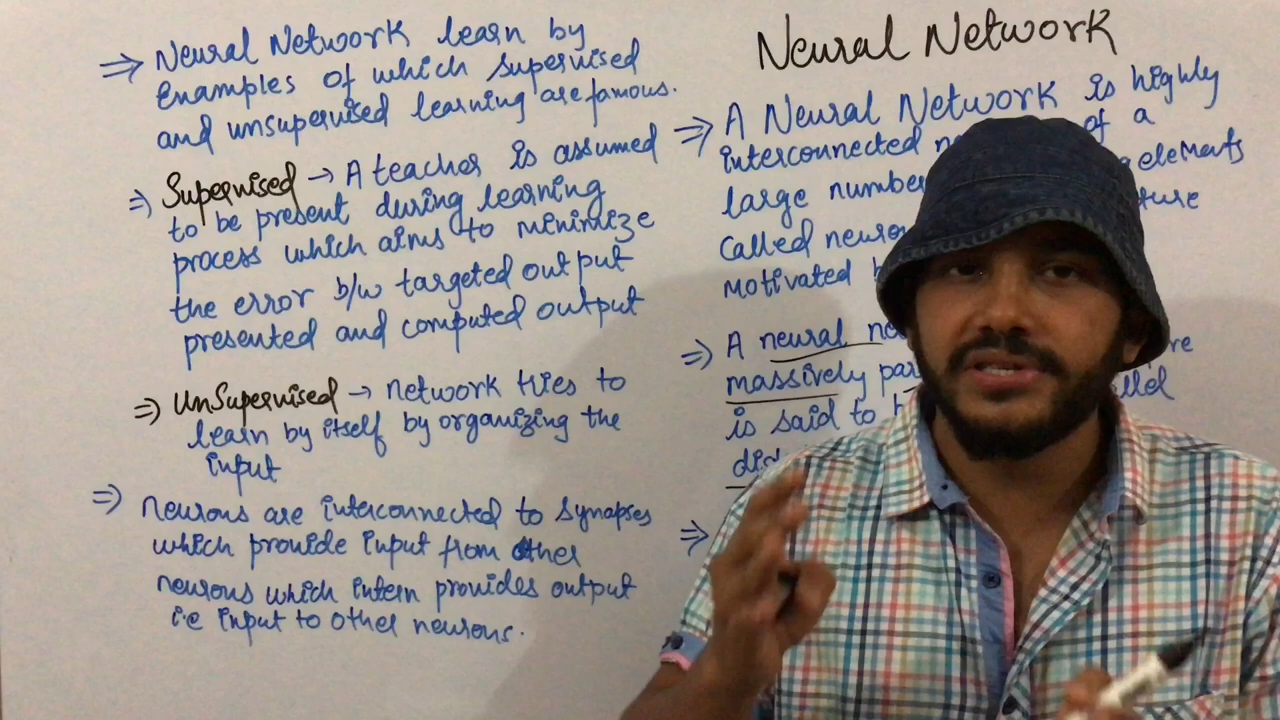 Neural Network
⇒ Neural Network learn by
Examples of which supervised
and unsupervised learning are famous.
⇒ Supervised → A teacher is assumed
to be present during learning
process which aims to minimize
the error b/w targeted output
presented and computed output
⇒ UnSupervised → network tries to
learn by itself by organizing the
input
⇒ neurons are interconnected to synapses
which provide input from other
neurons which intern provides output
i.e input to other neurons.
⇒ A Neural Network is highly
interconnected of a
large number elements
called
motivated
⇒ A neural
massively
is said to
⇒